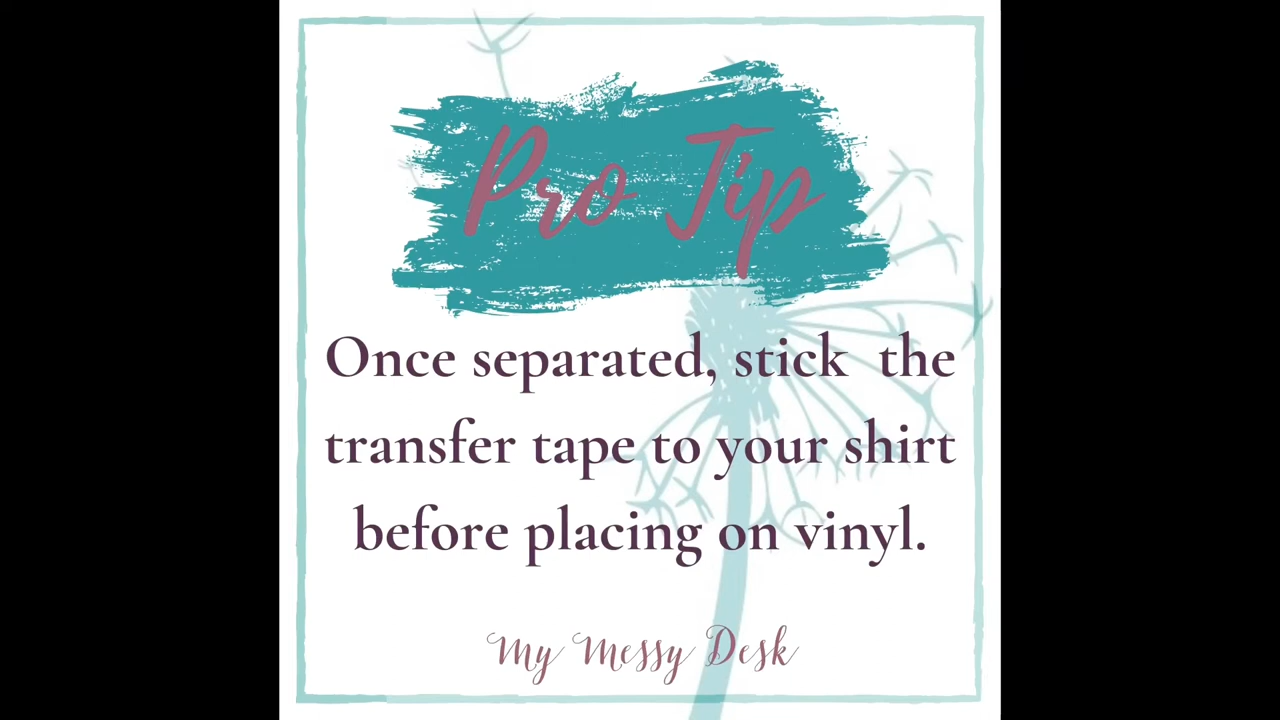 Pro Tip
Once separated, stick  the
transfer tape to your shirt
before placing on vinyl.
My Messy Desk